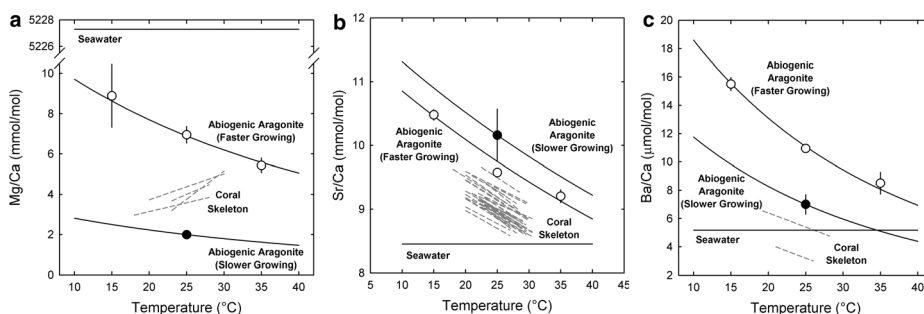 a
5228
5226
10
8
6
4
2
0
Mg/Ca (mmol/mol)
Seawater
Abiogenic Aragonite
(Faster Growing)
Coral
Skeleton
Abiogenic Aragonite
(Slower Growing)
10 15 20 25 30 35 40
Temperature (°C)
b
12
11
10
9
8
Sr/Ca (mmol/mol)
Abiogenic
Aragonite
(Faster Growing)
Abiogenic
Aragonite
(Slower Growing)
Coral
Skeleton
Seawater
5 10 15 20 25 30 35 40 45
Temperature (°C)
c
20
18
16
14
12
10
8
6
4
2
Ba/Ca (μmol/mol)
Abiogenic
Aragonite
(Faster Growing)
Abiogenic
Aragonite
(Slower Growing)
Seawater
Coral
Skeleton
10 15 20 25 30 35 40
Temperature (°C)